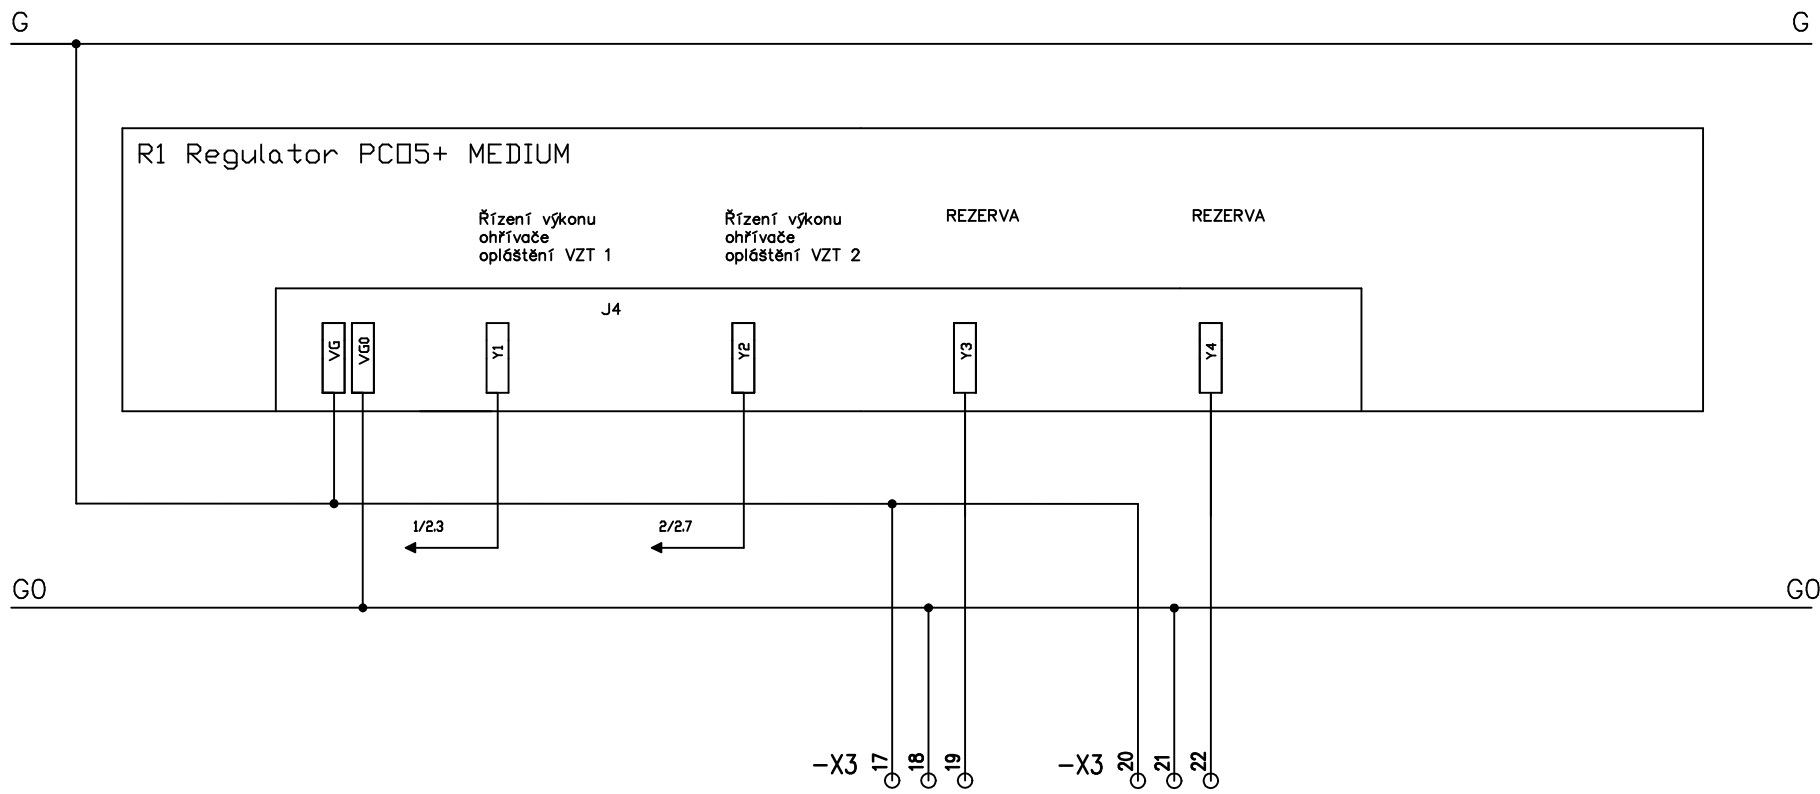 G
G
R1 Regulator PCO5+ MEDIUM
Řízení výkonu
ohřívače
opláštění VZT 1
Řízení výkonu
ohřívače
opláštění VZT 2
REZERVA
REZERVA
J4
VG
VG0
Y1
Y2
Y3
Y4
1/2.3
2/2.7
G0
G0
-X3
17
18
19
-X3
20
21
22